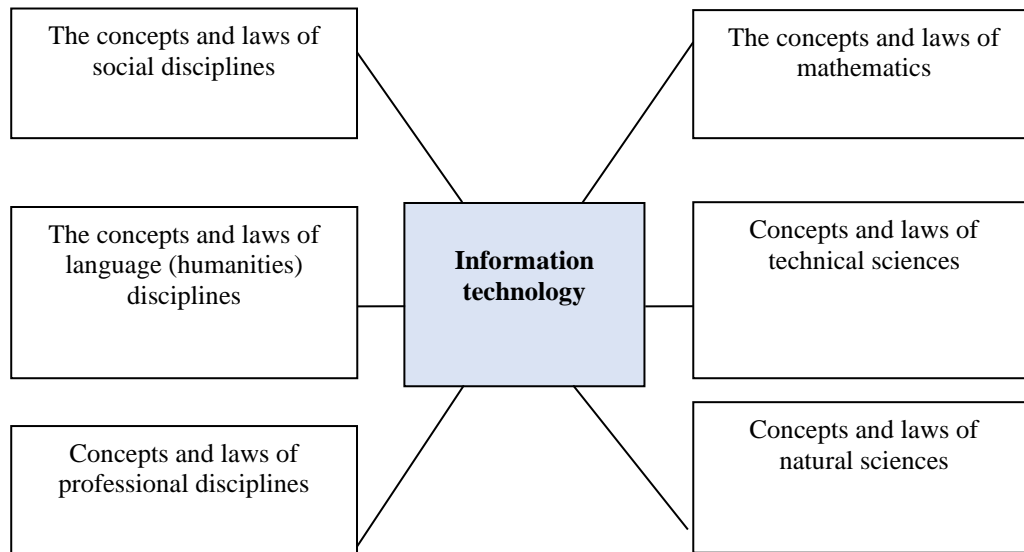 The concepts and laws of
social disciplines
The concepts and laws of
mathematics
The concepts and laws of
language (humanities)
disciplines
Information
technology
Concepts and laws of
technical sciences
Concepts and laws of
professional disciplines
Concepts and laws of
natural sciences